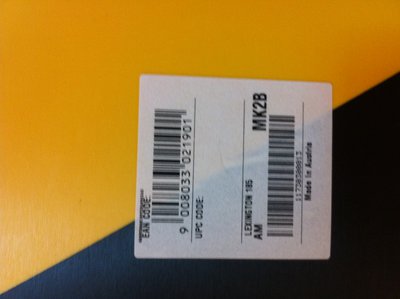 EAN CODE:
9 008033 021901
UPC CODE:
LEXINGTON 185
AM MK2B
Made in Austria